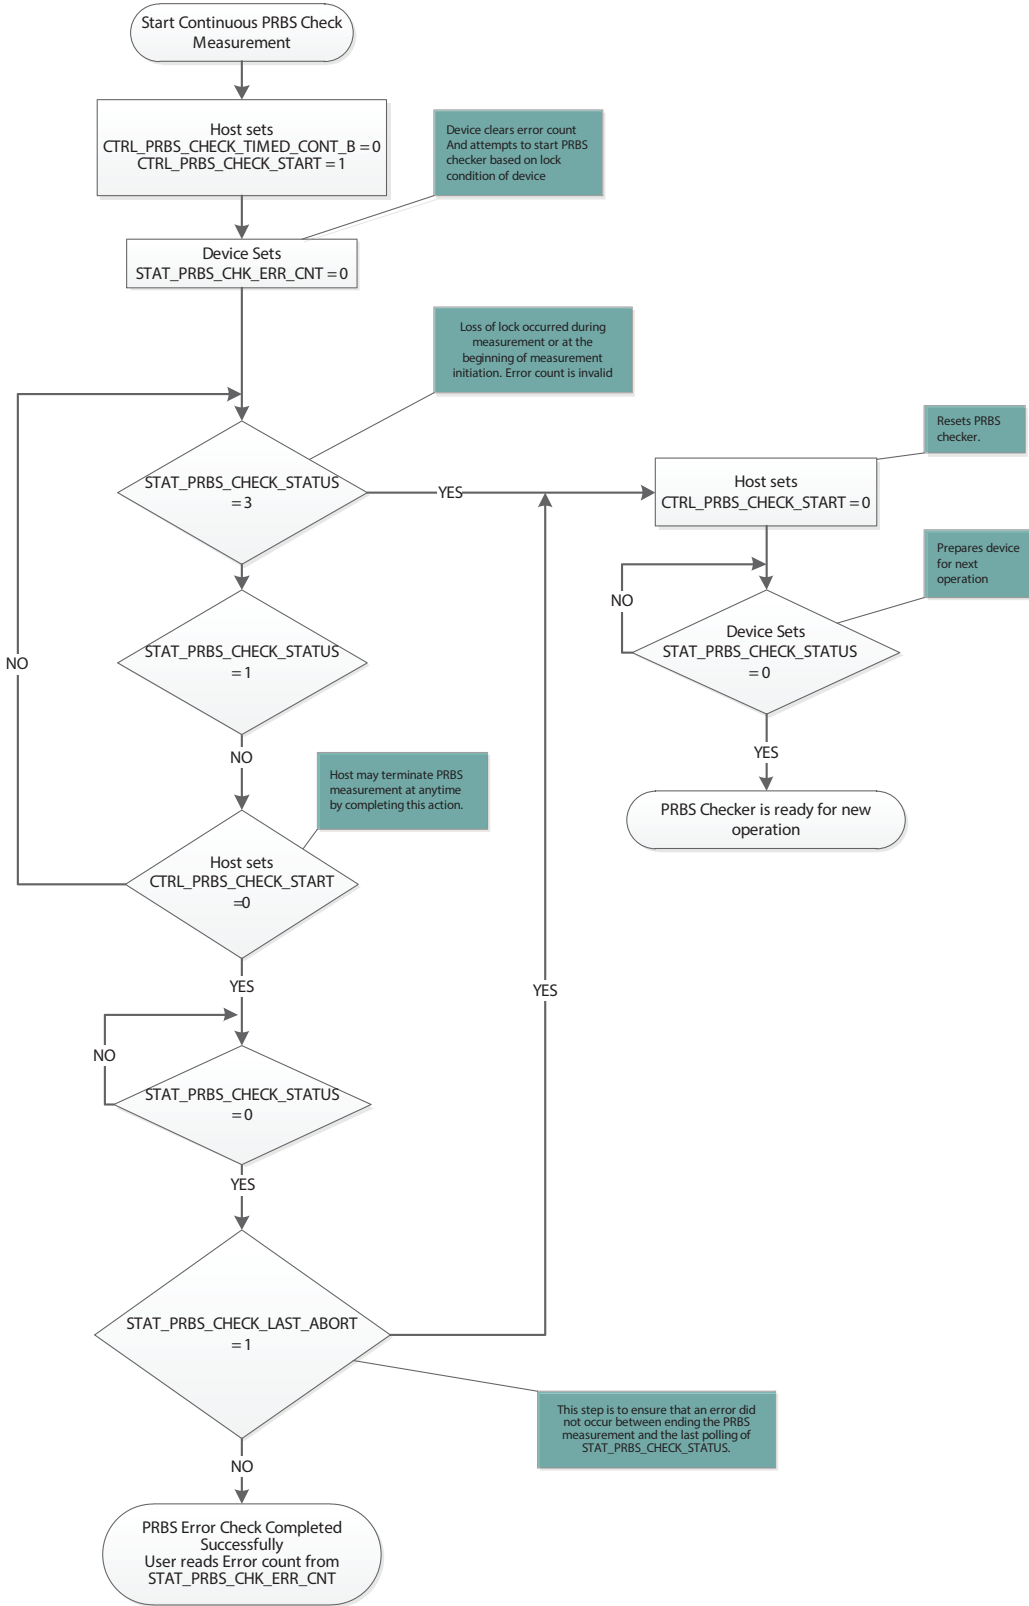 Start Continuous PRBS Check
Measurement
Host sets
CTRL_PRBS_CHECK_TIMED_CONT_B = 0
CTRL_PRBS_CHECK_START = 1
Device clears error count
And attempts to start PRBS
checker based on lock
condition of device
Device Sets
STAT_PRBS_CHK_ERR_CNT = 0
Loss of lock occurred during
measurement or at the
beginning of measurement
initiation. Error count is invalid
STAT_PRBS_CHECK_STATUS
= 3
YES
Resets PRBS
checker.
Host sets
CTRL_PRBS_CHECK_START = 0
Prepares device
for next
operation
NO
Device Sets
STAT_PRBS_CHECK_STATUS
= 0
YES
PRBS Checker is ready for new
operation
STAT_PRBS_CHECK_STATUS
= 1
NO
NO
Host may terminate PRBS
measurement at anytime
by completing this action.
Host sets
CTRL_PRBS_CHECK_START
=0
YES
YES
NO
STAT_PRBS_CHECK_STATUS
= 0
YES
STAT_PRBS_CHECK_LAST_ABORT
= 1
This step is to ensure that an error did
not occur between ending the PRBS
measurement and the last polling of
STAT_PRBS_CHECK_STATUS.
NO
PRBS Error Check Completed
Successfully
User reads Error count from
STAT_PRBS_CHK_ERR_CNT